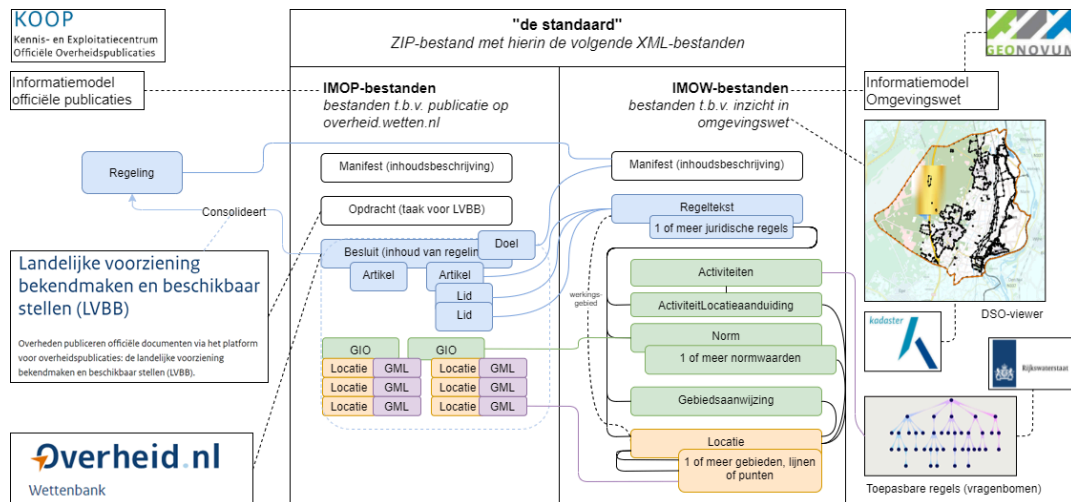 KOOP
Kennis- en Exploitatiecentrum
Officiële Overheidspublicaties
Informatiemodel
officiële publicaties
"de standaard"
ZIP-bestand met hierin de volgende XML-bestanden
GEONOVUM
Informatiemodel
Omgevingswet
IMOP-bestanden
bestanden t.b.v. publicatie op
overheid.wetten.nl
IMOW-bestanden
bestanden t.b.v. inzicht in
omgevingswet
Regeling
Consolideert
Manifest (inhoudsbeschrijving)
Opdracht (taak voor LVBB)
Doel
Besluit (inhoud van regelin
Artikel
Artikel
Lid
Lid
GIO
GIO
Locatie GML Locatie GML
Locatie GML Locatie GML
Locatie GML Locatie GML
Manifest (inhoudsbeschrijving)
Regeltekst
1 of meer juridische regels
werkings-
gebied
Activiteiten
ActiviteitLocatieaanduiding
Norm
1 of meer normwaarden
Gebiedsaanwijzing
Locatie
1 of meer gebieden, lijnen
of punten
Landelijke voorziening
bekendmaken en beschikbaar
stellen (LVBB)
Overheden publiceren officiële documenten via het platform
voor overheidspublicaties: de landelijke voorziening
bekendmaken en beschikbaar stellen (LVBB).
Overheid.nl
Wettenbank
DSO-viewer
kadaster
Rijkswaterstaat
Toepasbare regels (vragenbomen)